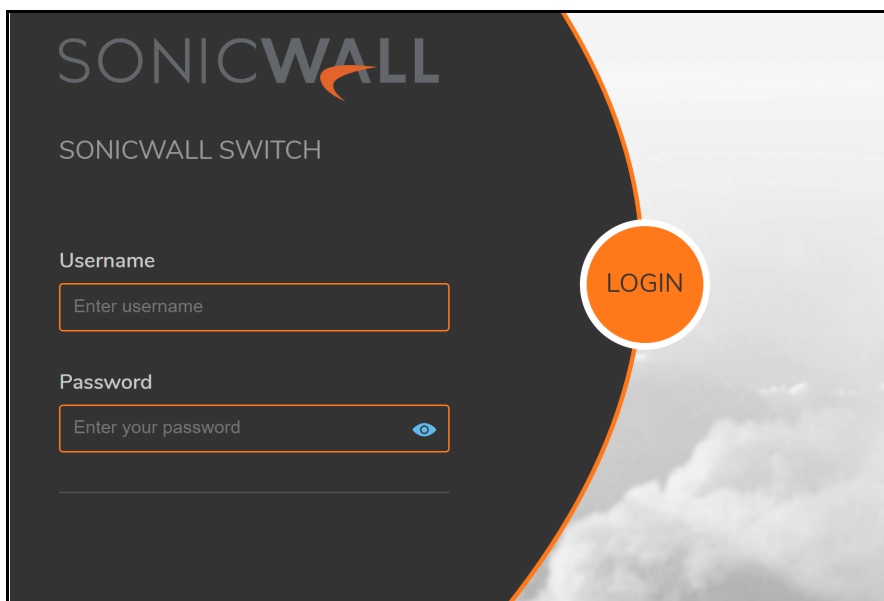 SONICWALL
SONICWALL SWITCH
Username
Enter username
LOGIN
Password
Enter your password